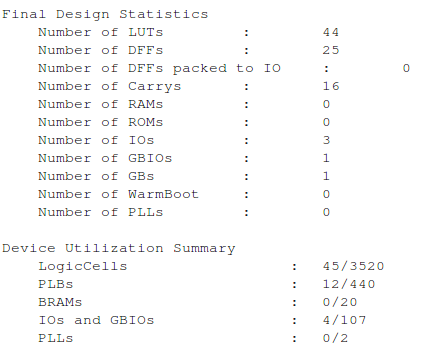 Final Design Statistics
Number of LUTs : 44
Number of DFFs : 25
Number of DFFs packed to IO : 0
Number of Carrys : 16
Number of RAMs : 0
Number of ROMs : 0
Number of IOs : 3
Number of GBIOs : 1
Number of GBs : 1
Number of WarmBoot : 0
Number of PLLs : 0
Device Utilization Summary
LogicCells : 45/3520
PLBs : 12/440
BRAMs : 0/20
IOs and GBIOs : 4/107
PLLs : 0/2